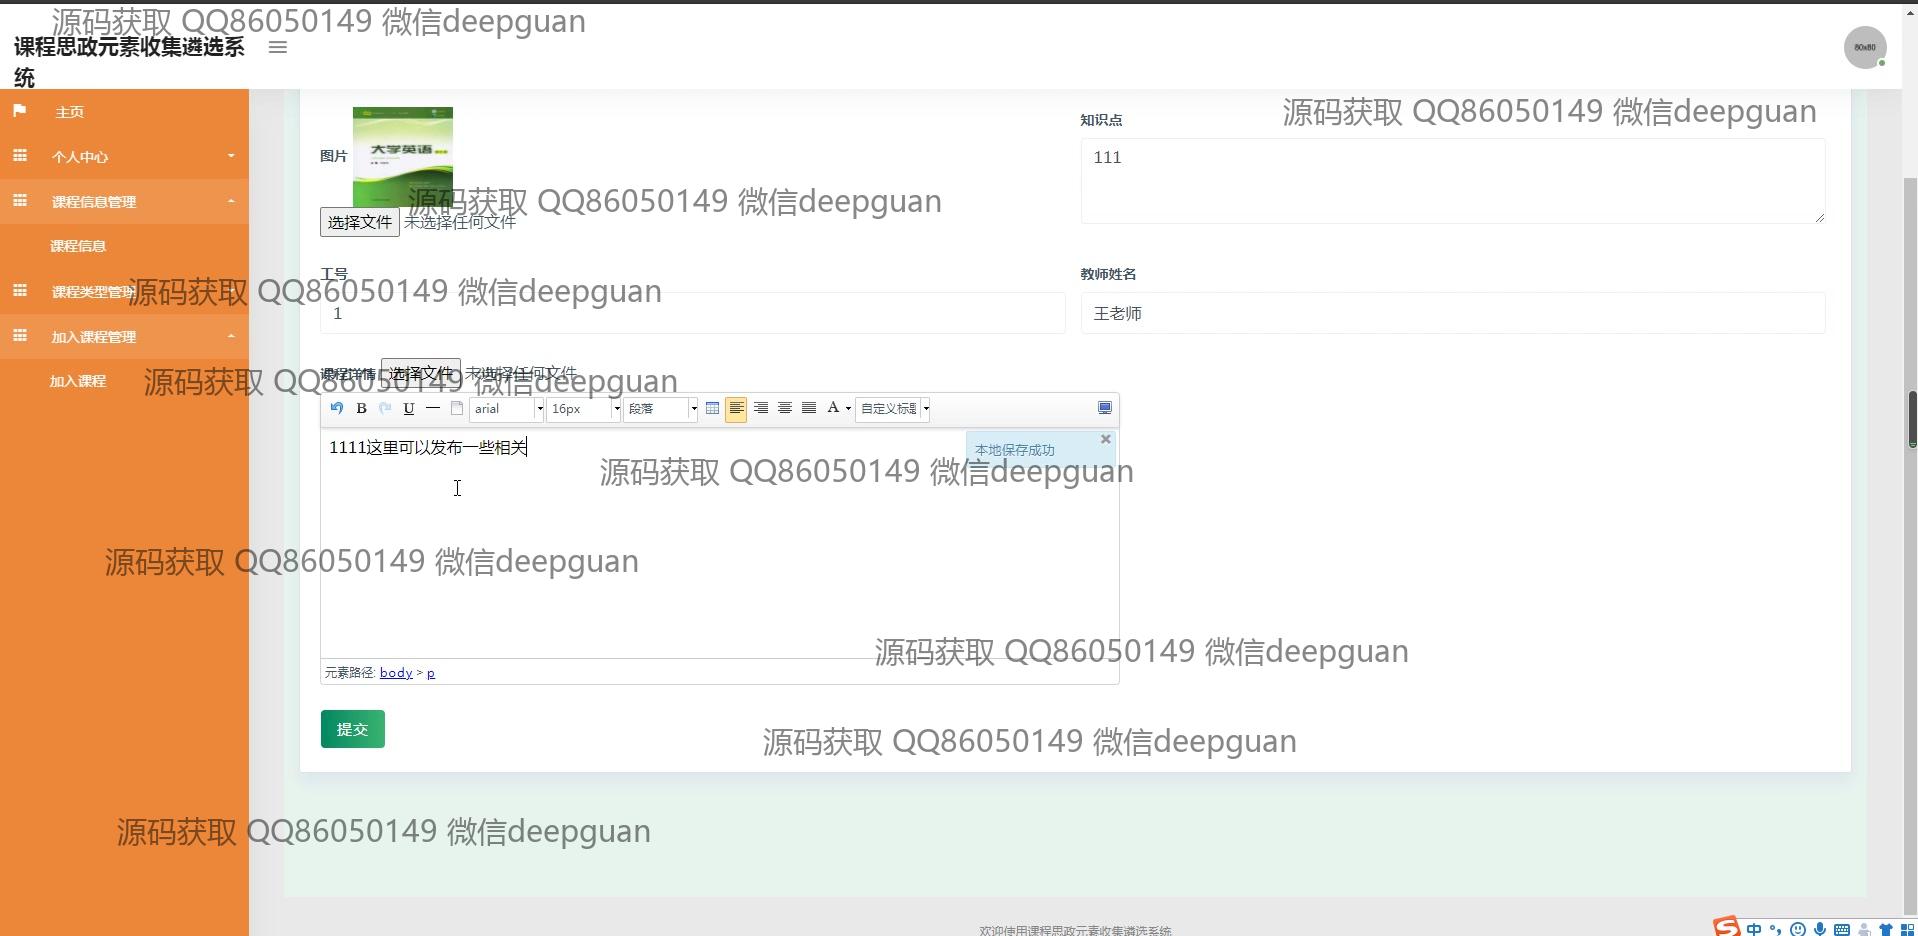 源码获取 QQ86050149 微信deepguan
课程思政元素收集遴选系
统
80x80
主页
个人中心
课程信息管理
课程信息
课程类型管理
加入课程管理
加入课程
源码获取 QQ86050149 微信deepguan
图片
大学英语
知识点
111
源码获取 QQ86050149 微信deepguan
选择文件 未选择任何文件
工号
教师姓名
源码获取 QQ86050149 微信deepguan
1
王老师
课程详情 选择文件 未选择任何文件
源码获取 QQ86050149 微信deepguan
B U arial 16px 段落 A 自定义标题
1111这里可以发布一些相关
本地保存成功
源码获取 QQ86050149 微信deepguan
源码获取 QQ86050149 微信deepguan
源码获取 QQ86050149 微信deepguan
元素路径: body > p
提交
源码获取 QQ86050149 微信deepguan
源码获取 QQ86050149 微信deepguan
欢迎使用课程思政元素收集遴选系统
中